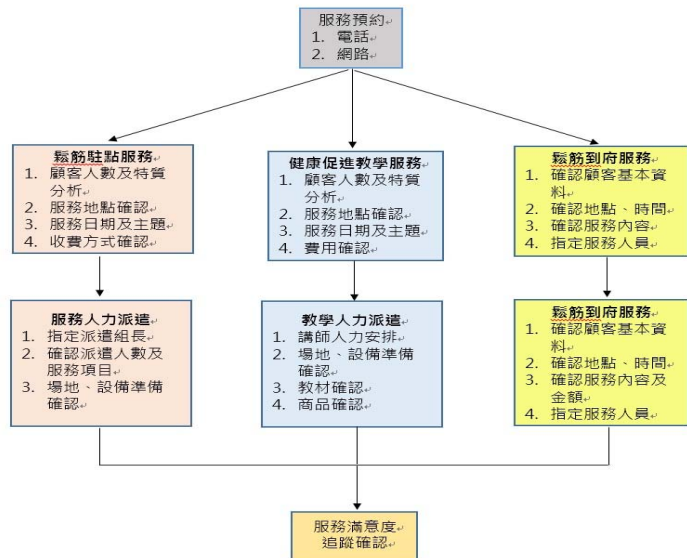 服務預約
1. 電話
2. 網路
鬆筋駐點服務
1. 顧客人數及特質
分析
2. 服務地點確認
3. 服務日期及主題
4. 收費方式確認
健康促進教學服務
1. 顧客人數及特質
分析
2. 服務地點確認
3. 服務日期及主題
4. 費用確認
鬆筋到府服務
1. 確認顧客基本資
料
2. 確認地點、時間
3. 確認服務內容
4. 指定服務人員
服務人力派遣
1. 指定派遣組長
2. 確認派遣人數及
服務項目
3. 場地、設備準備
確認
教學人力派遣
1. 講師人力安排
2. 場地、設備準備
確認
3. 教材確認
4. 商品確認
鬆筋到府服務
1. 確認顧客基本資
料
2. 確認地點、時間
3. 確認服務內容及
金額
4. 指定服務人員
服務滿意度
追蹤確認